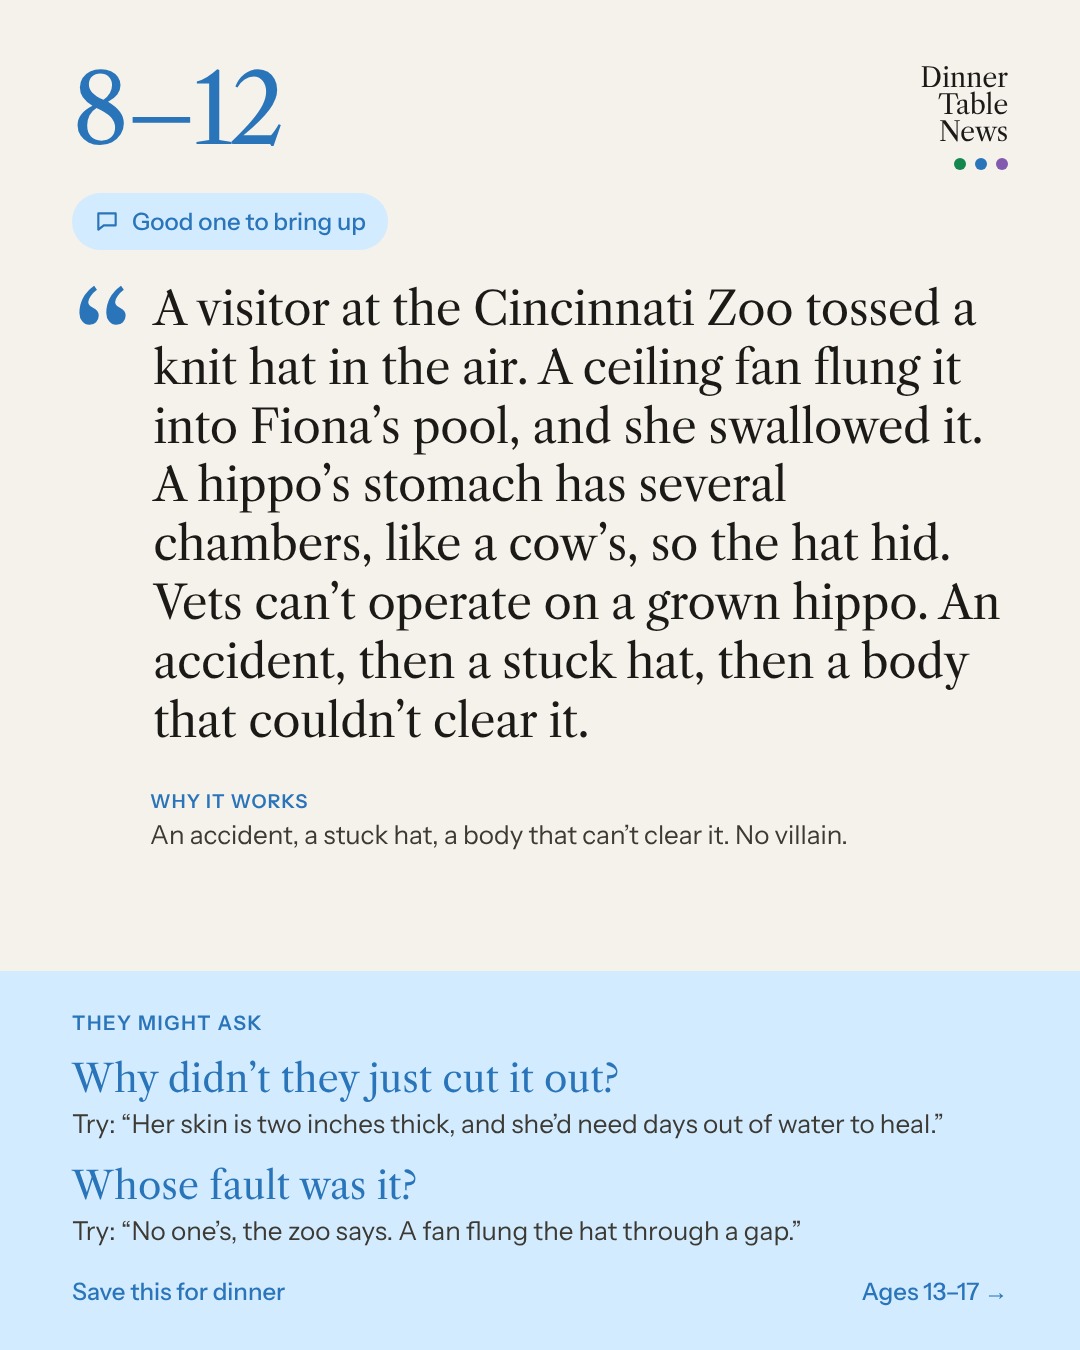 8–12
Dinner
Table
News
Good one to bring up
“A visitor at the Cincinnati Zoo tossed a
knit hat in the air. A ceiling fan flung it
into Fiona’s pool, and she swallowed it.
A hippo’s stomach has several
chambers, like a cow’s, so the hat hid.
Vets can’t operate on a grown hippo. An
accident, then a stuck hat, then a body
that couldn’t clear it.
WHY IT WORKS
An accident, a stuck hat, a body that can’t clear it. No villain.
THEY MIGHT ASK
Why didn’t they just cut it out?
Try: “Her skin is two inches thick, and she’d need days out of water to heal.”
Whose fault was it?
Try: “No one’s, the zoo says. A fan flung the hat through a gap.”
Save this for dinner
Ages 13–17 →